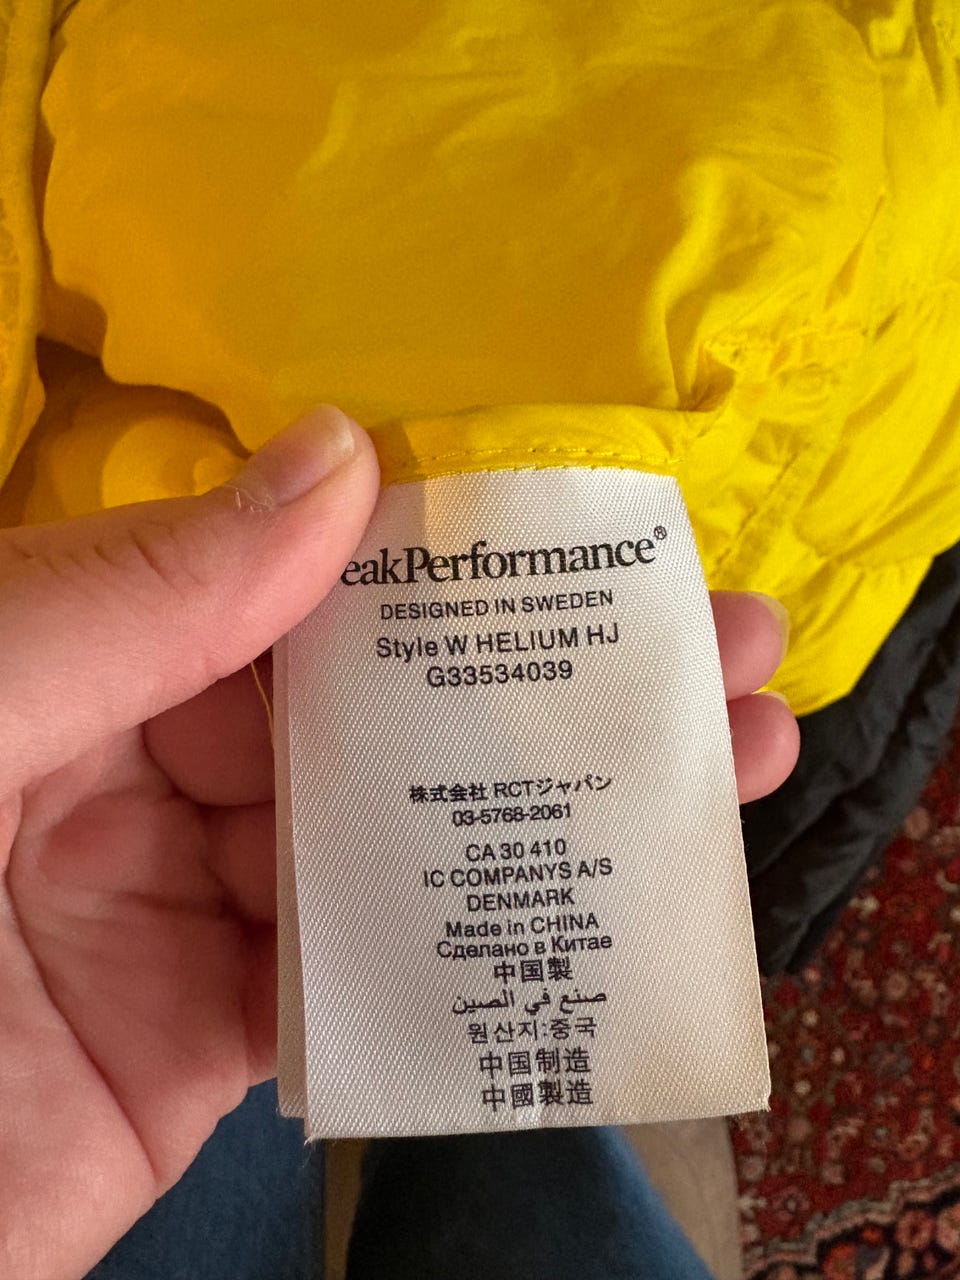 eakPerformance®
DESIGNED IN SWEDEN
Style W HELIUM HJ
G33534039
株式会社 RCTジャパン
03-5768-2061
CA 30 410
IC COMPANYS A/S
DENMARK
Made in CHINA
Сделано в Китае
中国製
صنع في الصين
원산지:중국
中国制造
中國製造